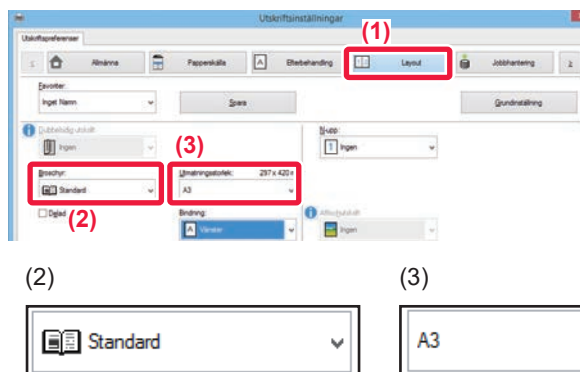 Utskriftsinställningar
(1)
Utskriftspreferenser
Allmänna
Papperskälla
A
Efterbehandling
Layout
Jobbhantering
Favoriter:
Inget Namn
Spara
Grundinställning
Dubbelsidig utskrift:
Ingen
(3)
N-upp:
1 Ingen
Broschyr:
Standard
Utmatningsstorlek: 297 x 420 m
A3
(2)
Delad
Bindning:
A Vänster
Affischutskrift:
Ingen
(2)
(3)
Standard
A3